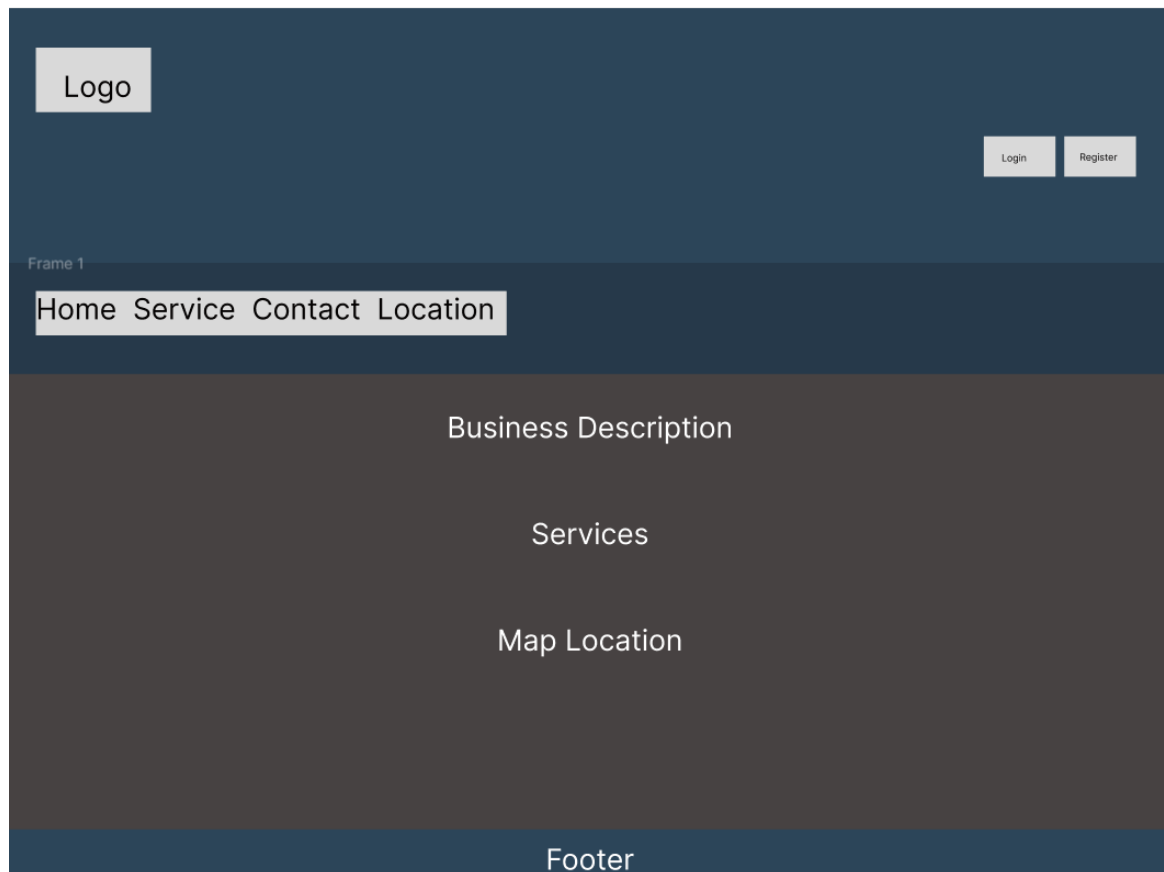 Logo
Login Register
Frame 1
Home Service Contact Location
Business Description
Services
Map Location
Footer